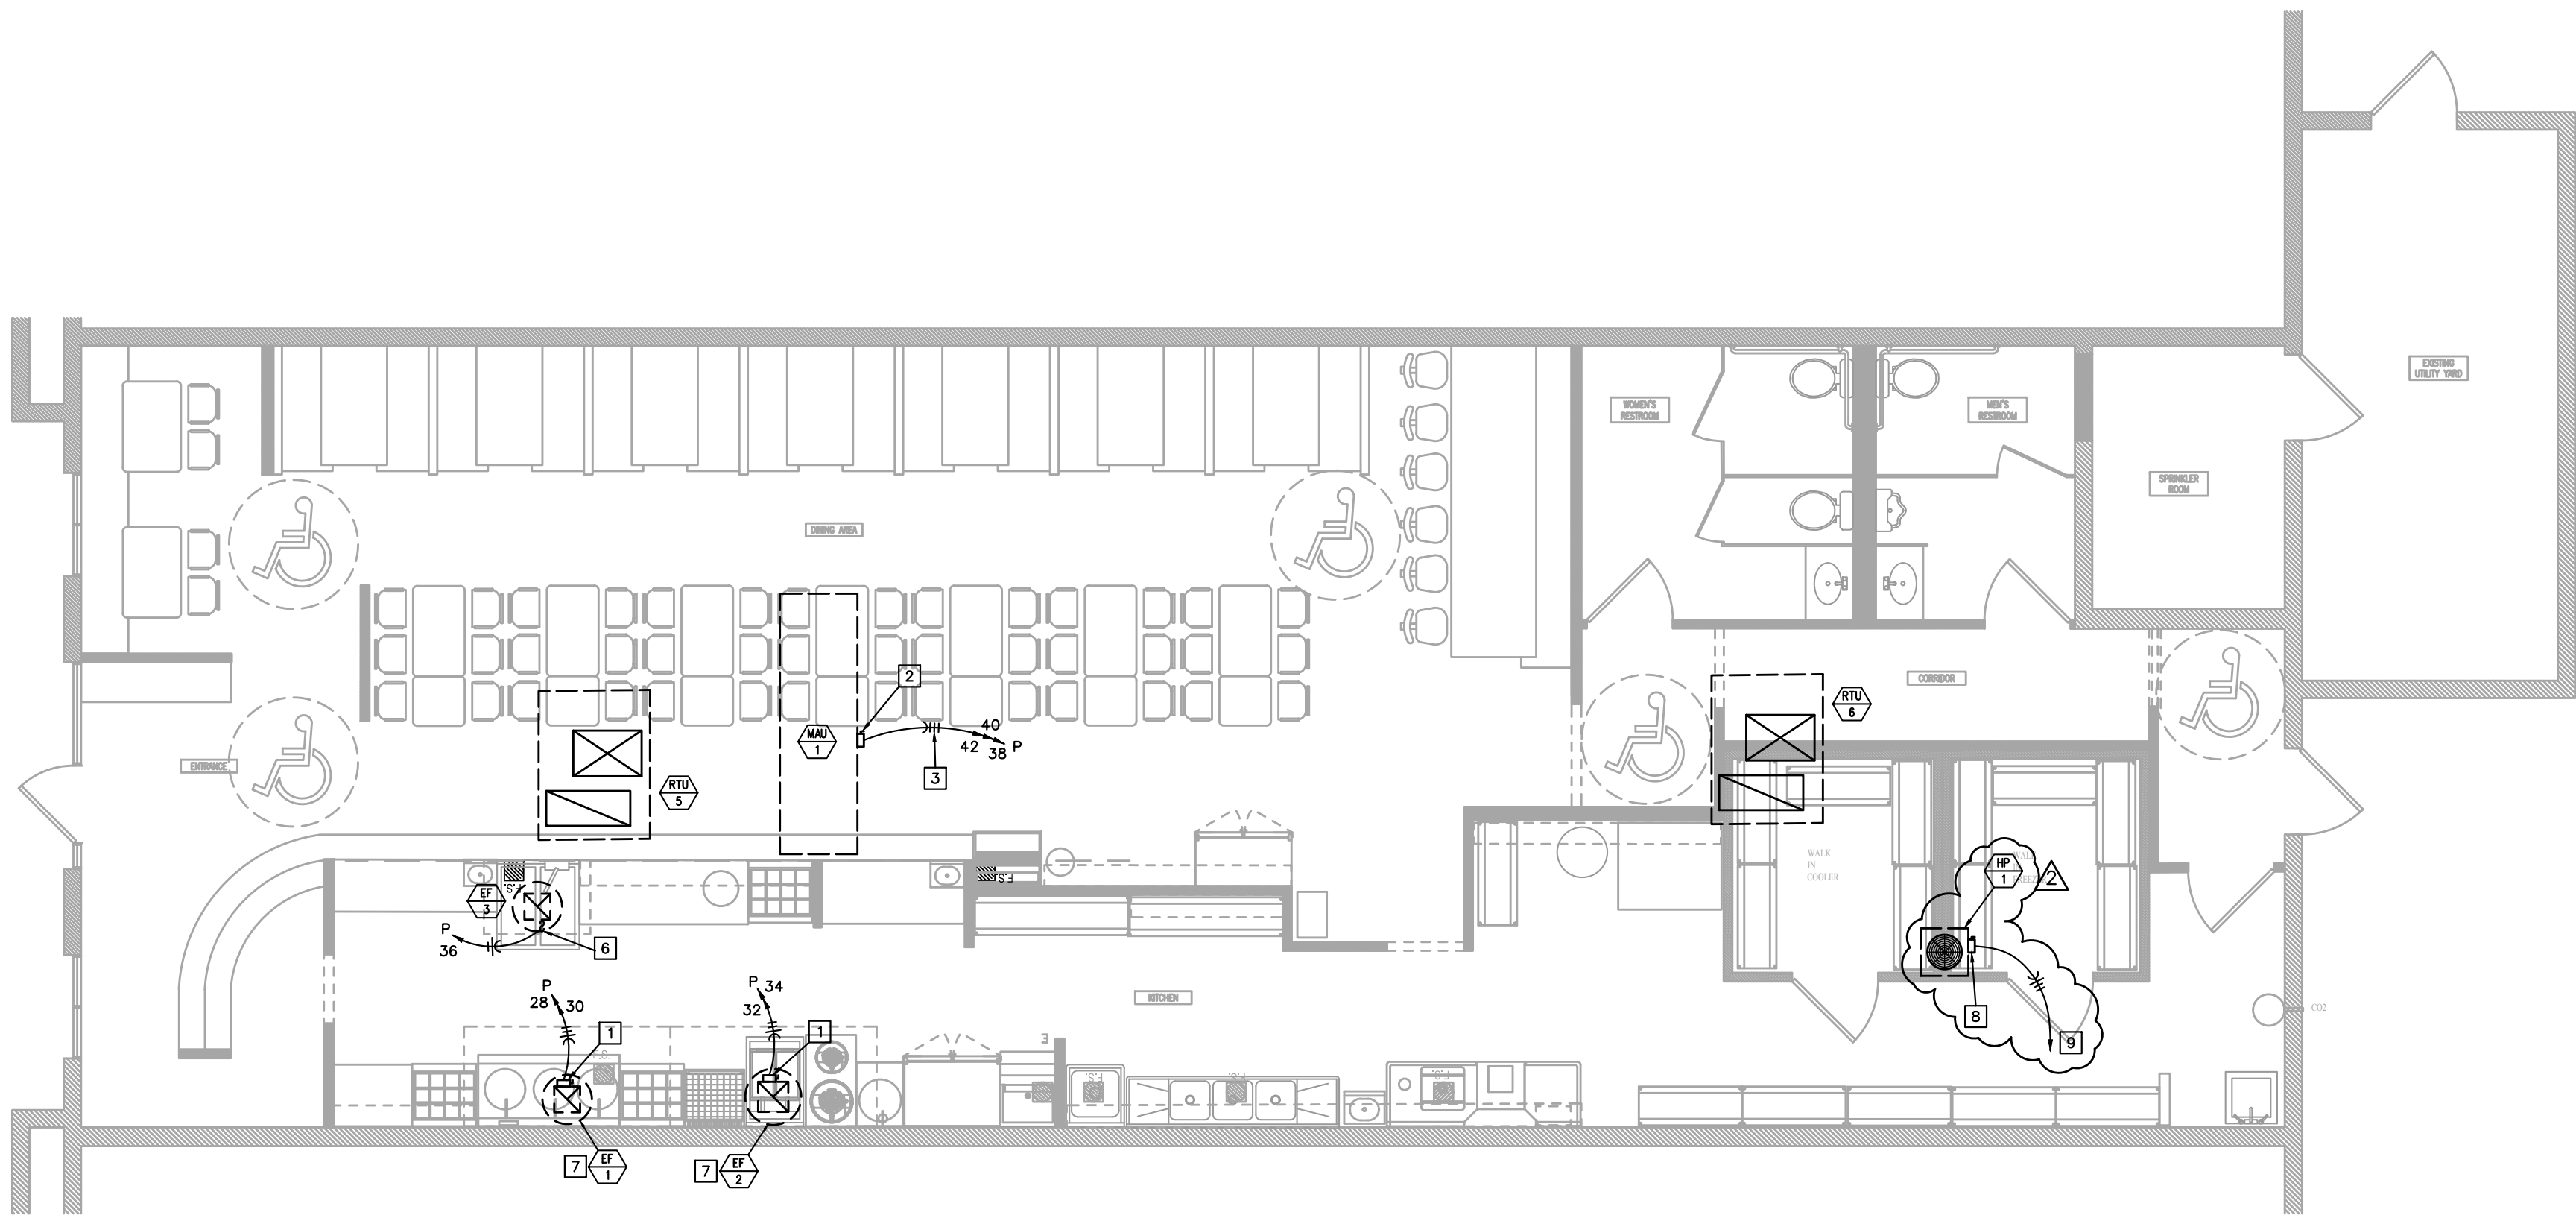 EXISTING
UTILITY YARD
WOMEN'S
RESTROOM
MEN'S
RESTROOM
SPRINKLER
ROOM
DINING AREA
2
CORRIDOR
RTU
6
MAU
1
40
42
38
P
3
ENTRANCE
RTU
5
WALK
IN
COOLER
HP
1
2
F.S.
F.S.
EF
3
P
36
6
P
28
30
P
34
32
KITCHEN
1
1
8
9
CO2
F.S.
F.S.
F.S.
F.S.
7
EF
1
7
EF
2